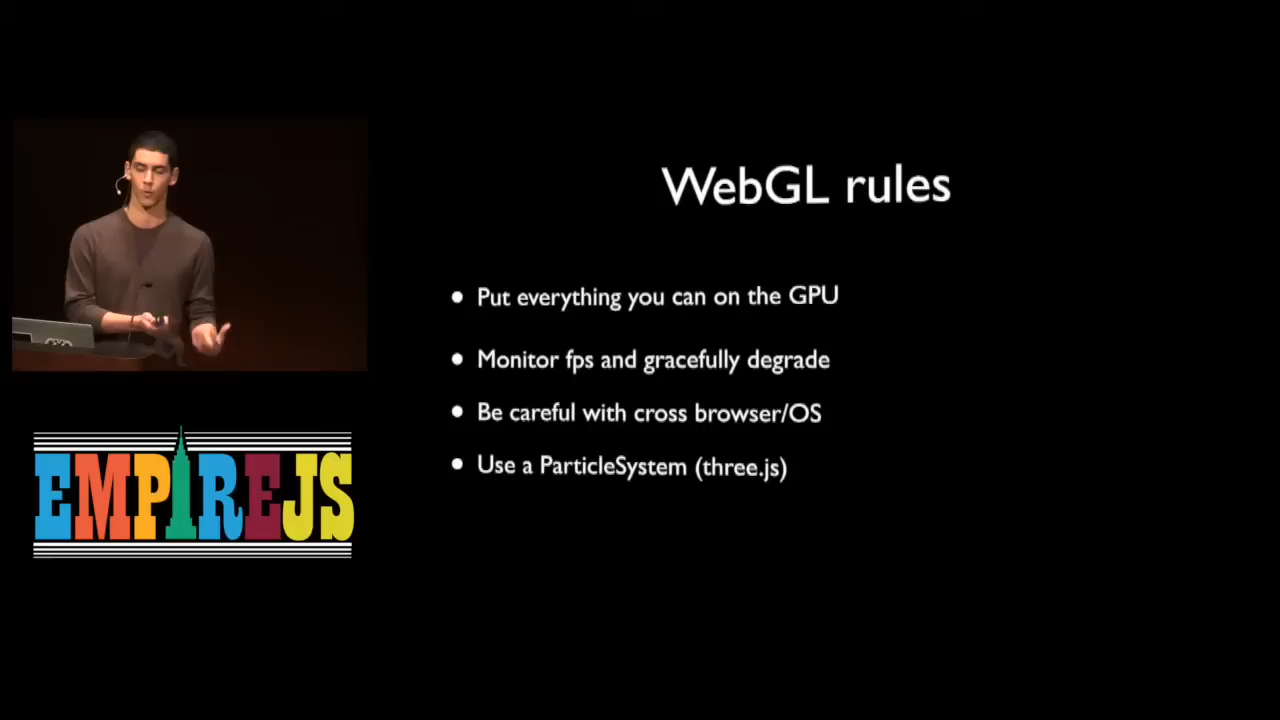 WebGL rules
• Put everything you can on the GPU
• Monitor fps and gracefully degrade
• Be careful with cross browser/OS
• Use a ParticleSystem (three.js)
EMPIREJS